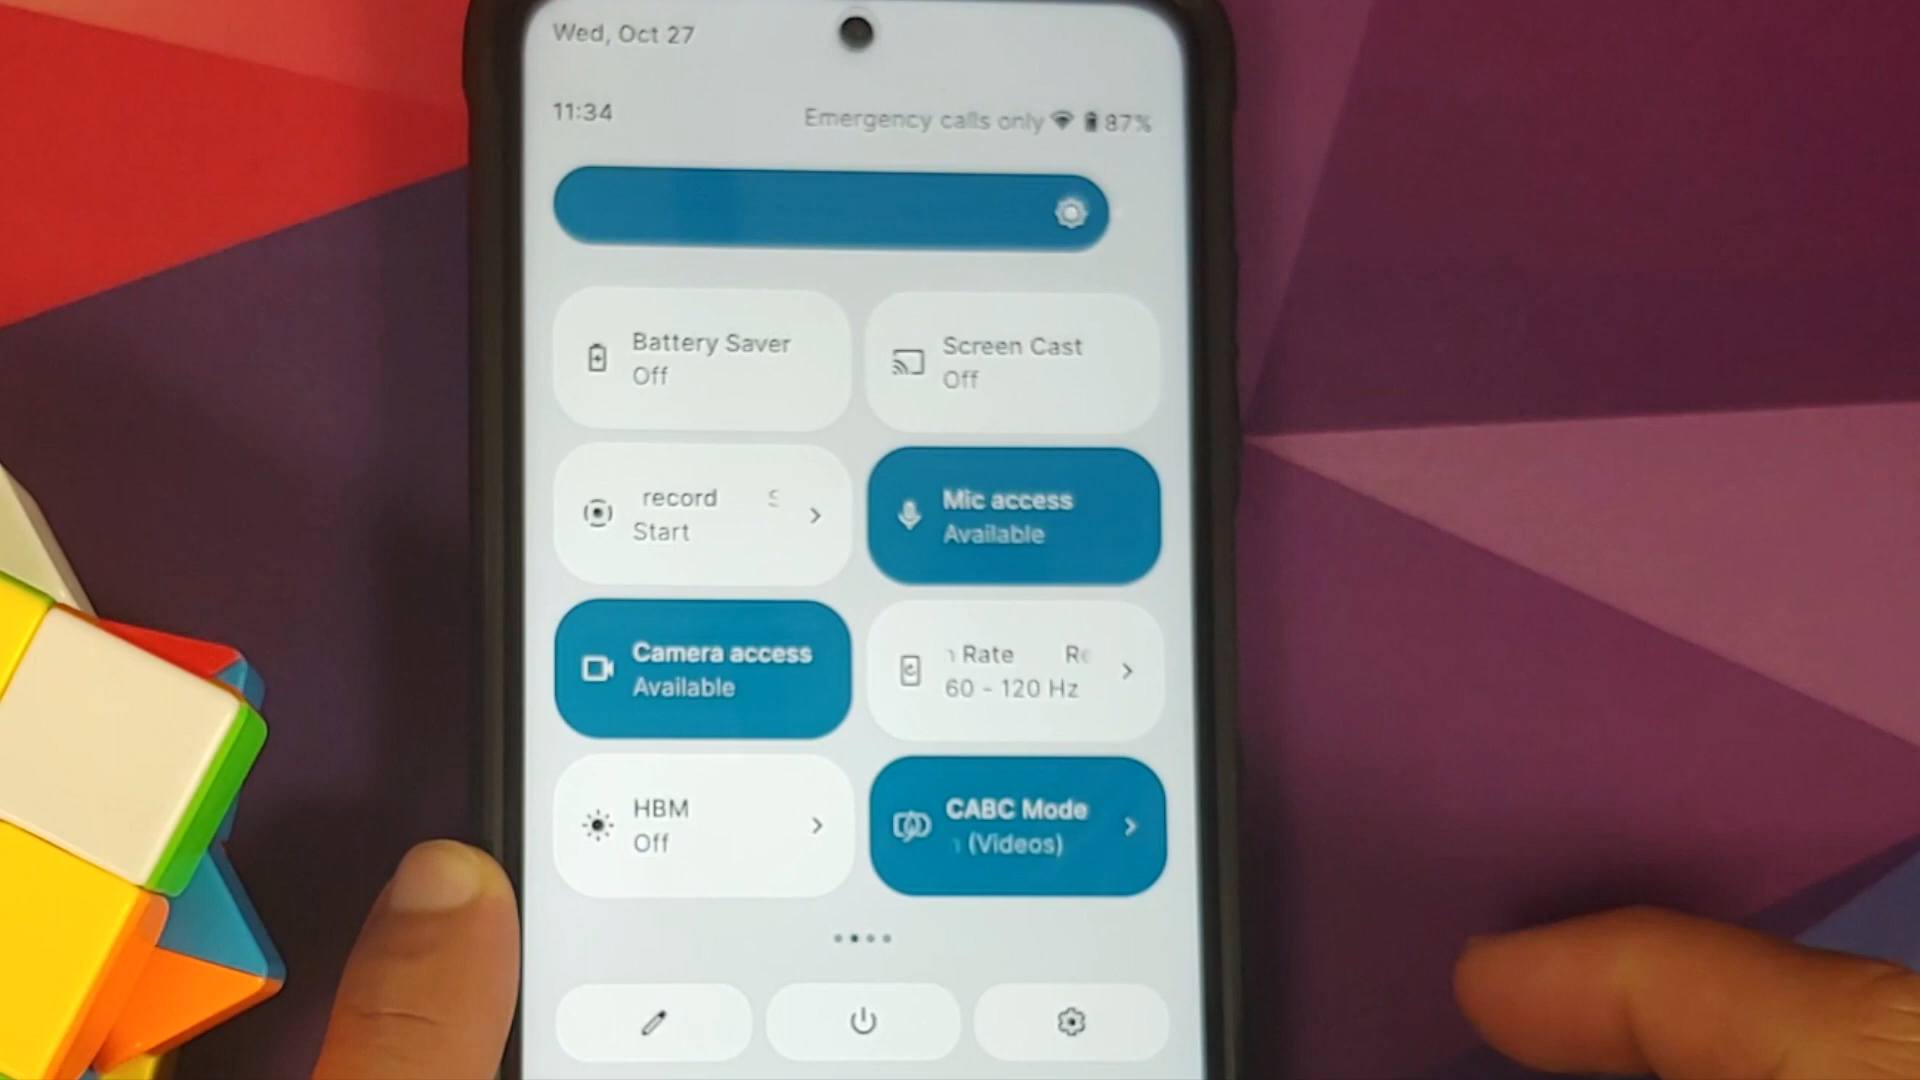 Wed, Oct 27
11:34
Emergency calls only 87%
Battery Saver
Off
Screen Cast
Off
record S
Start
Mic access
Available
Camera access
Available
Rate Re
60 - 120 Hz
HBM
Off
CABC Mode
(Videos)